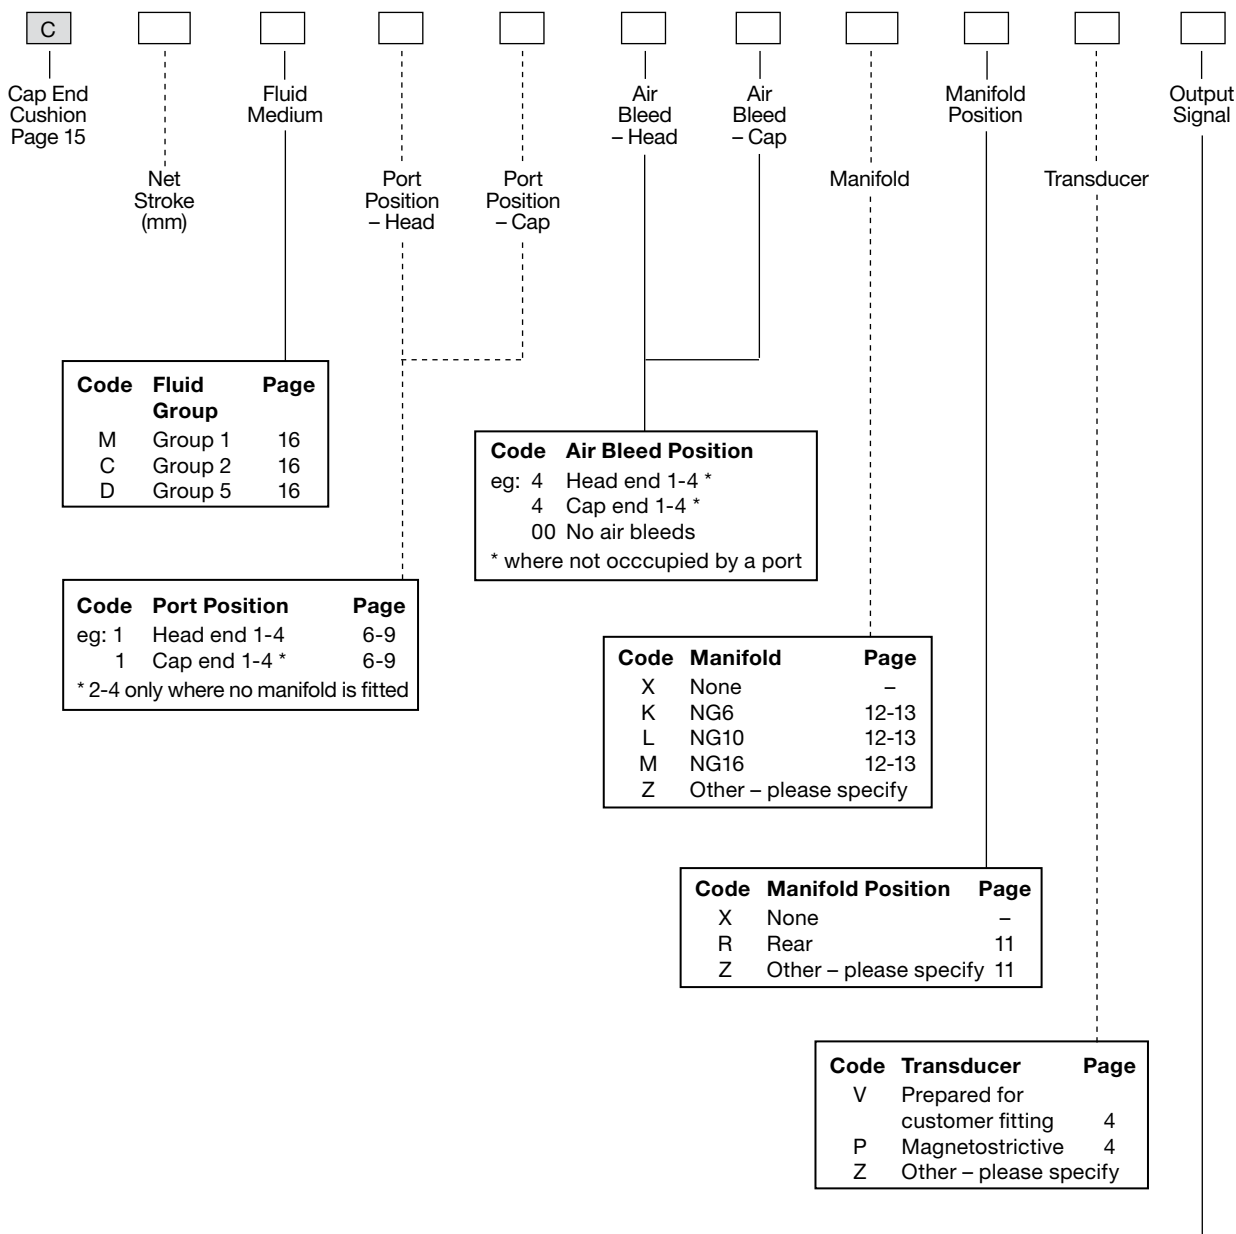 C
Cap End
Cushion
Page 15
Fluid
Medium
Air
Bleed
– Head
Air
Bleed
– Cap
Manifold
Position
Output
Signal
Net
Stroke
(mm)
Port
Position
– Head
Port
Position
– Cap
Manifold
Transducer
Code Fluid Group Page
M Group 1 16
C Group 2 16
D Group 5 16
Code Air Bleed Position
eg: 4 Head end 1-4 *
4 Cap end 1-4 *
00 No air bleeds
* where not occcupied by a port
Code Port Position Page
eg: 1 Head end 1-4 6-9
1 Cap end 1-4 * 6-9
* 2-4 only where no manifold is fitted
Code Manifold Page
X None –
K NG6 12-13
L NG10 12-13
M NG16 12-13
Z Other – please specify
Code Manifold Position Page
X None –
R Rear 11
Z Other – please specify 11
Code Transducer Page
V Prepared for
customer fitting 4
P Magnetostrictive 4
Z Other – please specify